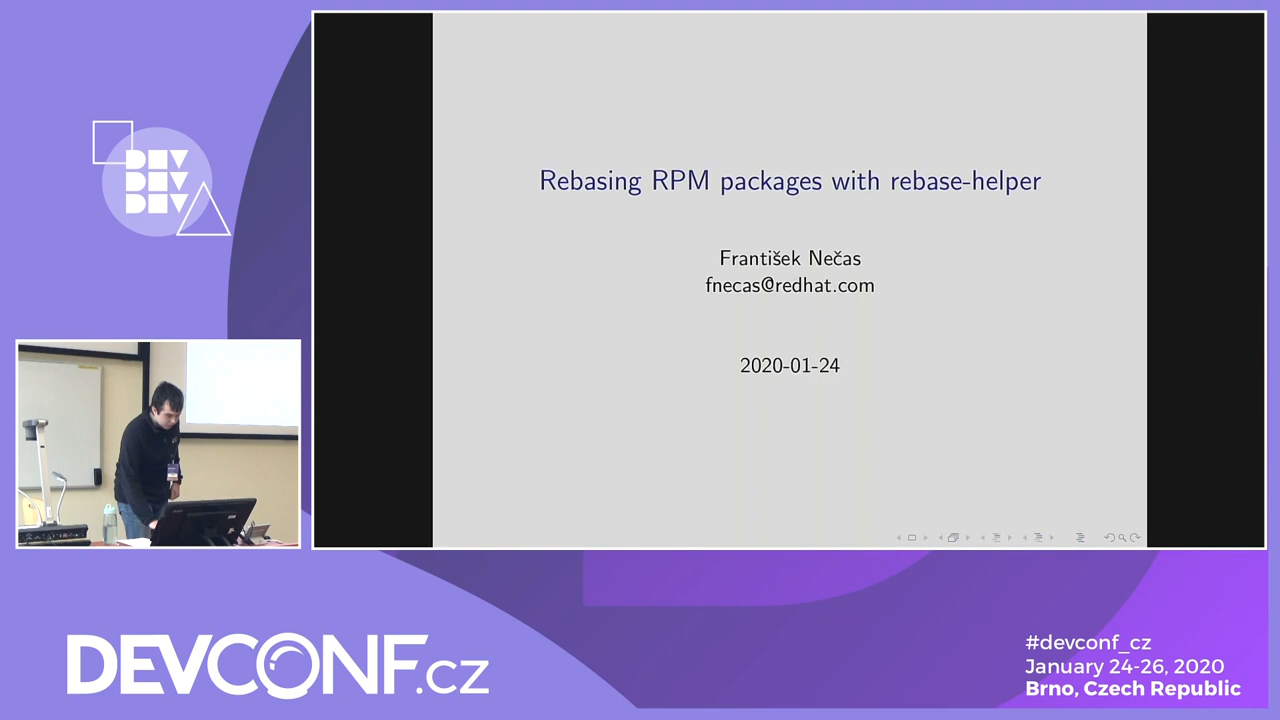 DEV
DEV
DEV
Rebasing RPM packages with rebase-helper
František Nečas
fnecas@redhat.com
2020-01-24
DEVCONF.cz
#devconf_cz
January 24-26, 2020
Brno, Czech Republic